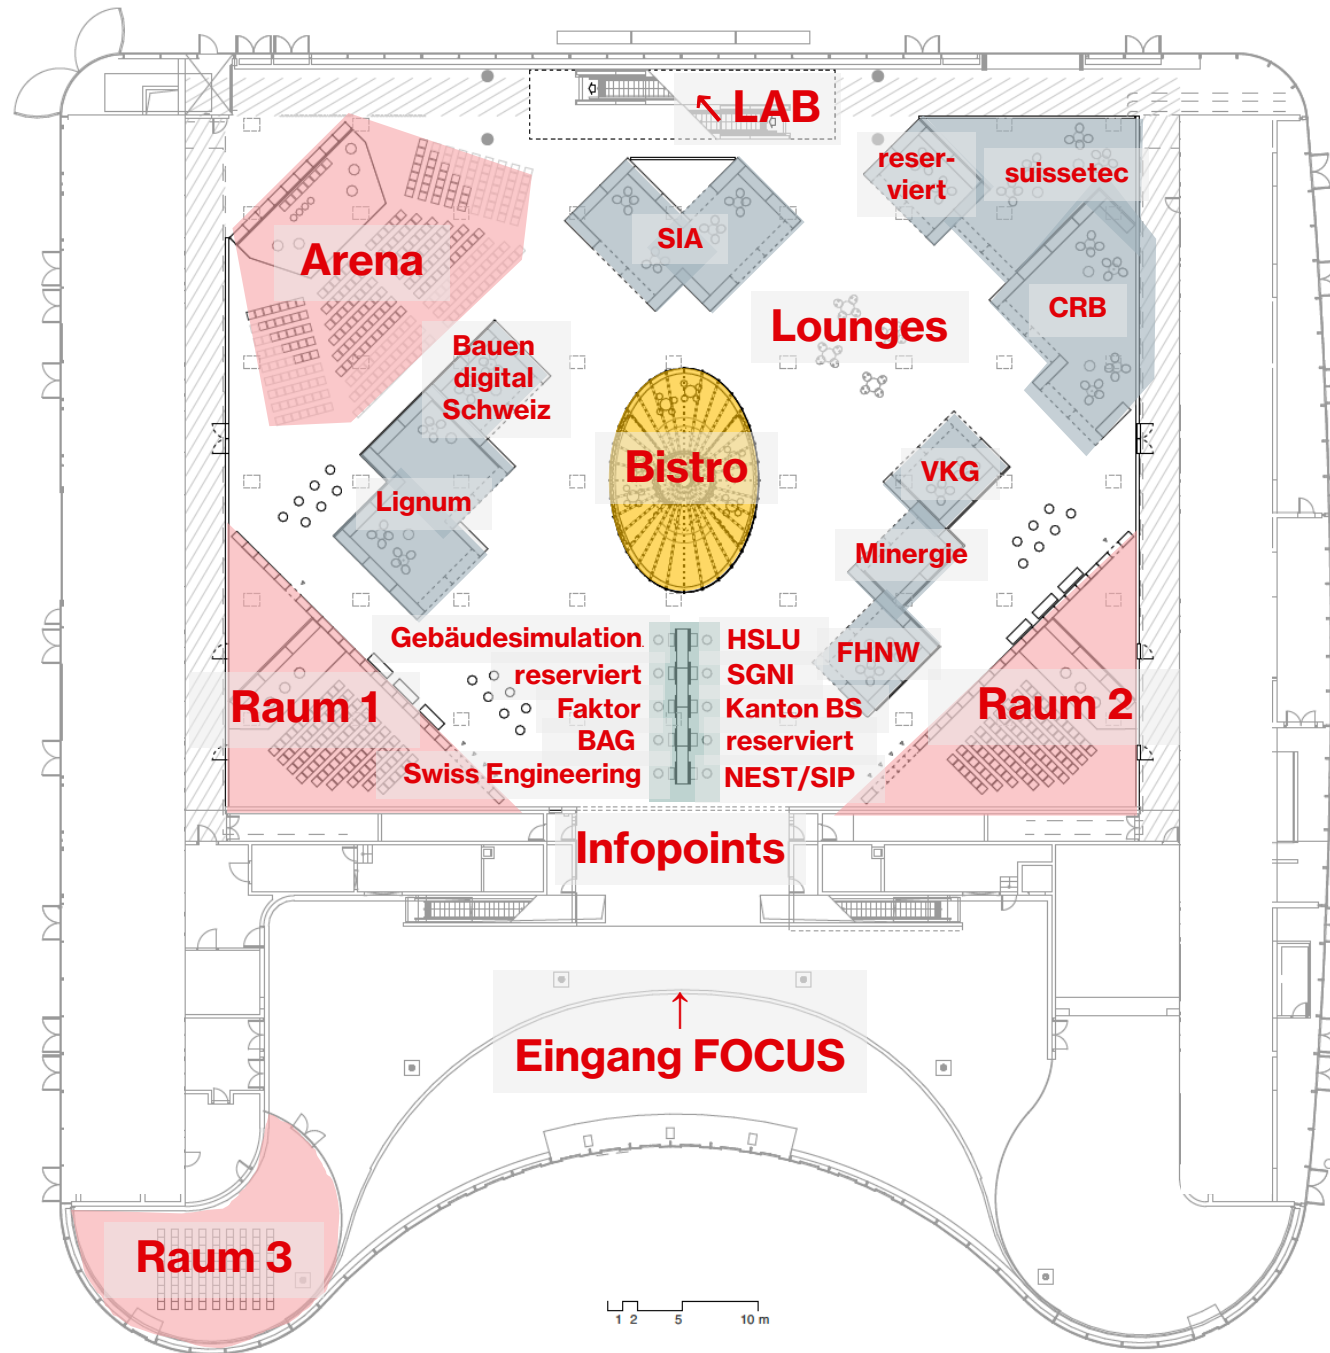 ↖ LAB
reser-
viert
suissetec
SIA
Arena
CRB
Lounges
Bauen
digital
Schweiz
Bistro
VKG
Lignum
Minergie
Gebäudesimulation
HSLU
FHNW
reserviert
SGNI
Raum 1
Faktor
Kanton BS
Raum 2
BAG
reserviert
Swiss Engineering
NEST/SIP
Infopoints
↑
Eingang FOCUS
Raum 3
1 2 5 10 m